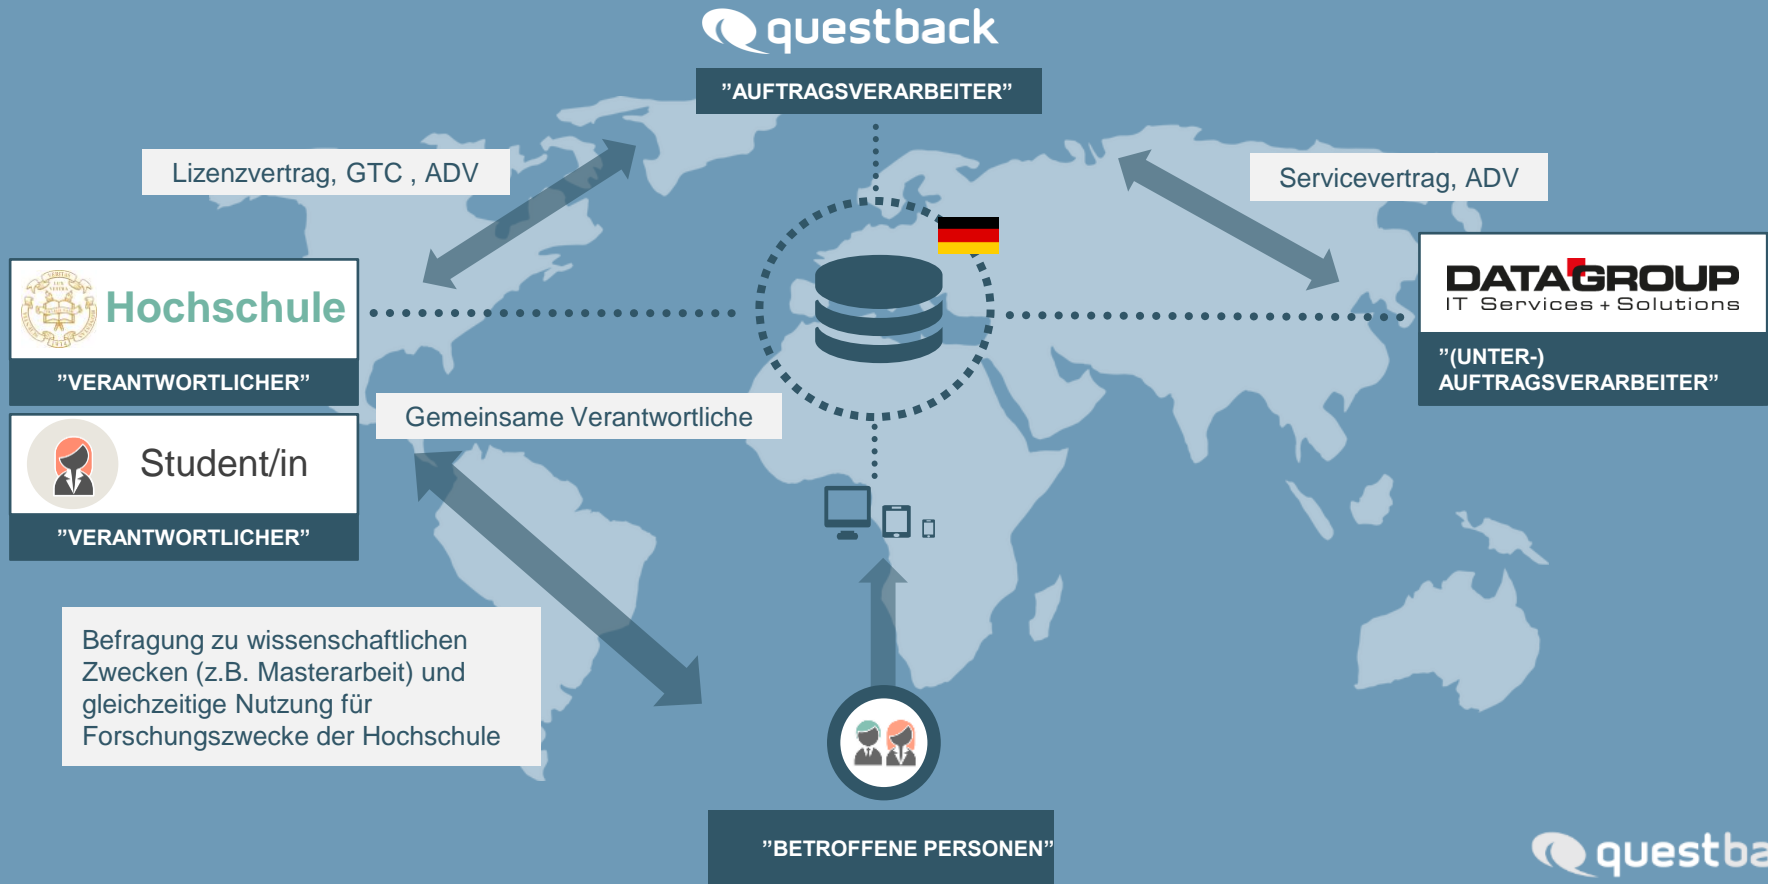 questback
”AUFTRAGSVERARBEITER”
Lizenzvertrag, GTC , ADV
Servicevertrag, ADV
Hochschule
”VERANTWORTLICHER”
DATAGROUP
IT Services + Solutions
”(UNTER-)
AUFTRAGSVERARBEITER”
Gemeinsame Verantwortliche
Student/in
”VERANTWORTLICHER”
Befragung zu wissenschaftlichen
Zwecken (z.B. Masterarbeit) und
gleichzeitige Nutzung für
Forschungszwecke der Hochschule
”BETROFFENE PERSONEN”
questba